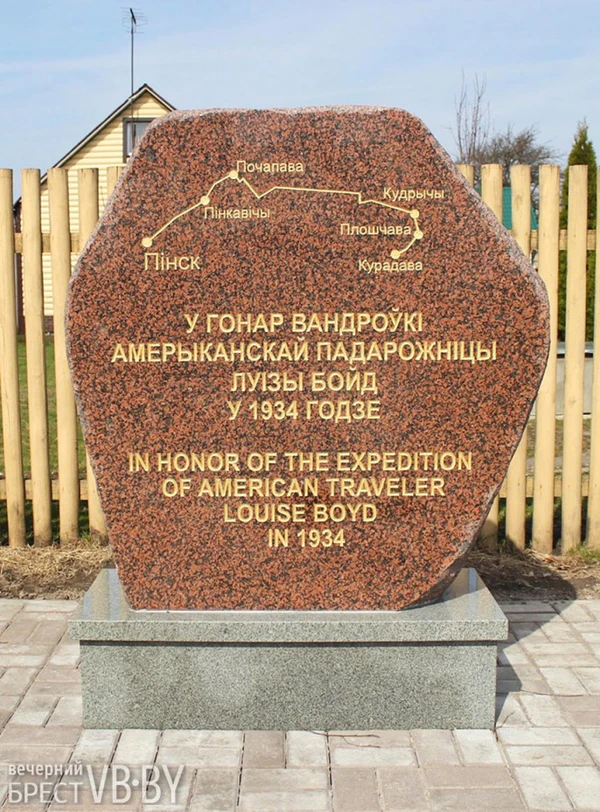 Почапава
Пінкавічы
Пінск
Кудрычы
Плошчава
Курадава
У ГОНАР ВАНДРОЎКІ
АМЕРЫКАНСКАЙ ПАДАРОЖНІЦЫ
ЛУІЗЫ БОЙД
У 1934 ГОДЗЕ
IN HONOR OF THE EXPEDITION
OF AMERICAN TRAVELER
LOUISE BOYD
IN 1934
вечерний
БРЕСТ VB·BY